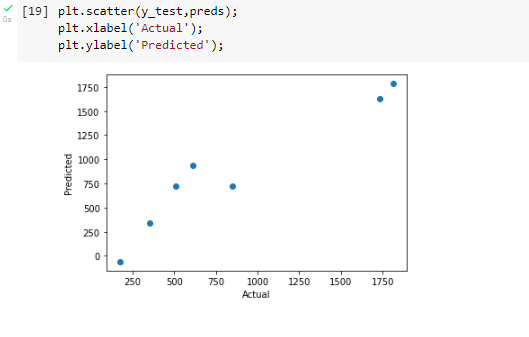 [19] plt.scatter(y_test,preds);
0s
plt.xlabel('Actual');
plt.ylabel('Predicted');
1750
1500
1250
1000
750
500
250
0
Predicted
250 500 750 1000 1250 1500 1750
Actual